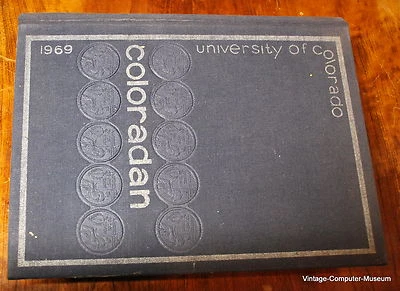 1969
university of colorado
coloradan
Vintage-Computer-Museum